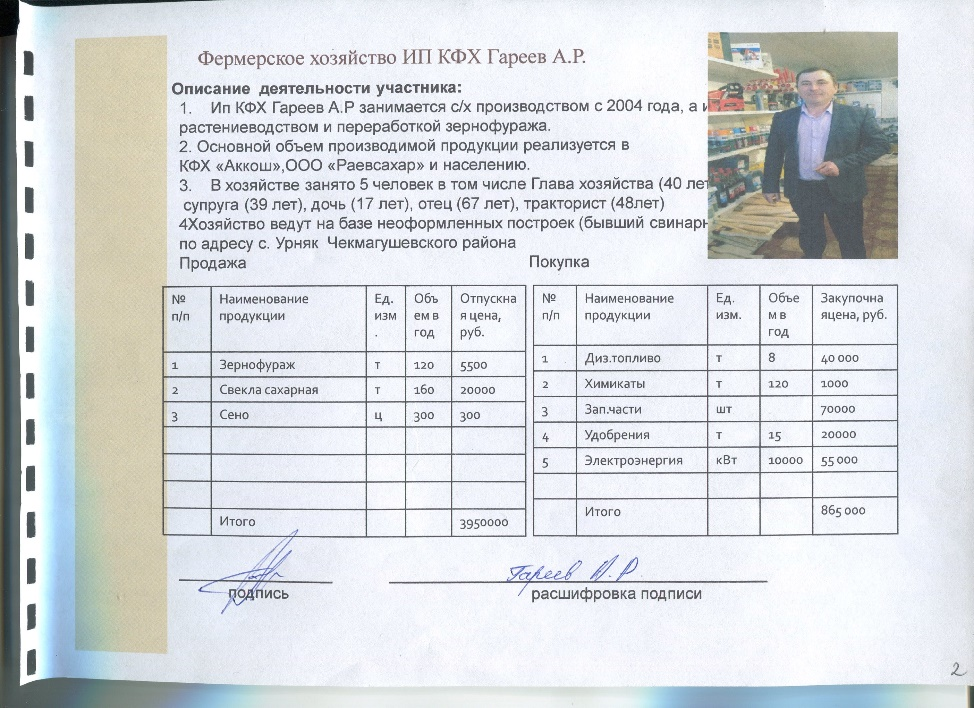 Фермерское хозяйство ИП КФХ Гареев А.Р.
Описание деятельности участника:
1. Ип КФХ Гареев А.Р занимается с/х производством с 2004 года, а и
растениеводством и переработкой зернофуража.
2. Основной объем производимой продукции реализуется в
КФХ «Аккош»,ООО «Раевсахар» и населению.
3. В хозяйстве занято 5 человек в том числе Глава хозяйства (40 лет
супруга (39 лет), дочь (17 лет), отец (67 лет), тракторист (48лет)
4Хозяйство ведут на базе неоформленных построек (бывший свинарн
по адресу с. Урняк Чекмагушевского района
Продажа
№ п/п Наименование продукции Ед. изм . Объ ем в год Отпускна я цена, руб.
1 Зернофураж т 120 5500
2 Свекла сахарная т 160 20000
3 Сено ц 300 300
Итого 3950000
Покупка
№ п/п Наименование продукции Ед. изм. Объе м в год Закупочна яцена, руб.
1 Диз.топливо т 8 40 000
2 Химикаты т 120 1000
3 Зап.части шт 70000
4 Удобрения т 15 20000
5 Электроэнергия кВт 10000 55 000
Итого 865 000
Гареев А.Р
подпись
расшифровка подписи
2